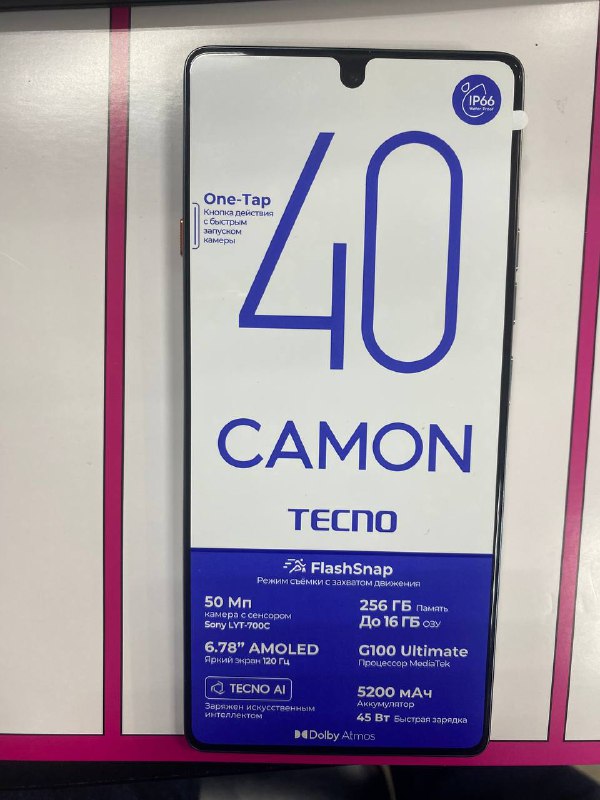 IP66
Water Proof
One-Tap
Кнопка действия
с быстрым
запуском
камеры
40
CAMON
TECNO
FlashSnap
Режим съёмки с захватом движения
50 Мп
камера с сенсором
Sony LYT-700C
256 ГБ Память
До 16 ГБ ОЗУ
6.78” AMOLED
Яркий экран 120 Гц
G100 Ultimate
Процессор MediaTek
TECNO AI
Заряжен искусственным
интеллектом
5200 мАч
Аккумулятор
45 Вт Быстрая зарядка
Dolby Atmos